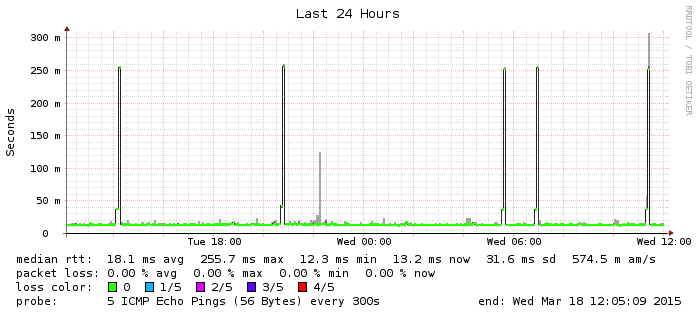 Last 24 Hours
RRDTOOL / TOBI OETIKER
Seconds
300 m
250 m
200 m
150 m
100 m
50 m
0
Tue 18:00 Wed 00:00 Wed 06:00 Wed 12:00
median rtt: 18.1 ms avg 255.7 ms max 12.3 ms min 13.2 ms now 31.6 ms sd 574.5 m am/s
packet loss: 0.00 % avg 0.00 % max 0.00 % min 0.00 % now
loss color: 0 1/5 2/5 3/5 4/5
probe: 5 ICMP Echo Pings (56 Bytes) every 300s end: Wed Mar 18 12:05:09 2015